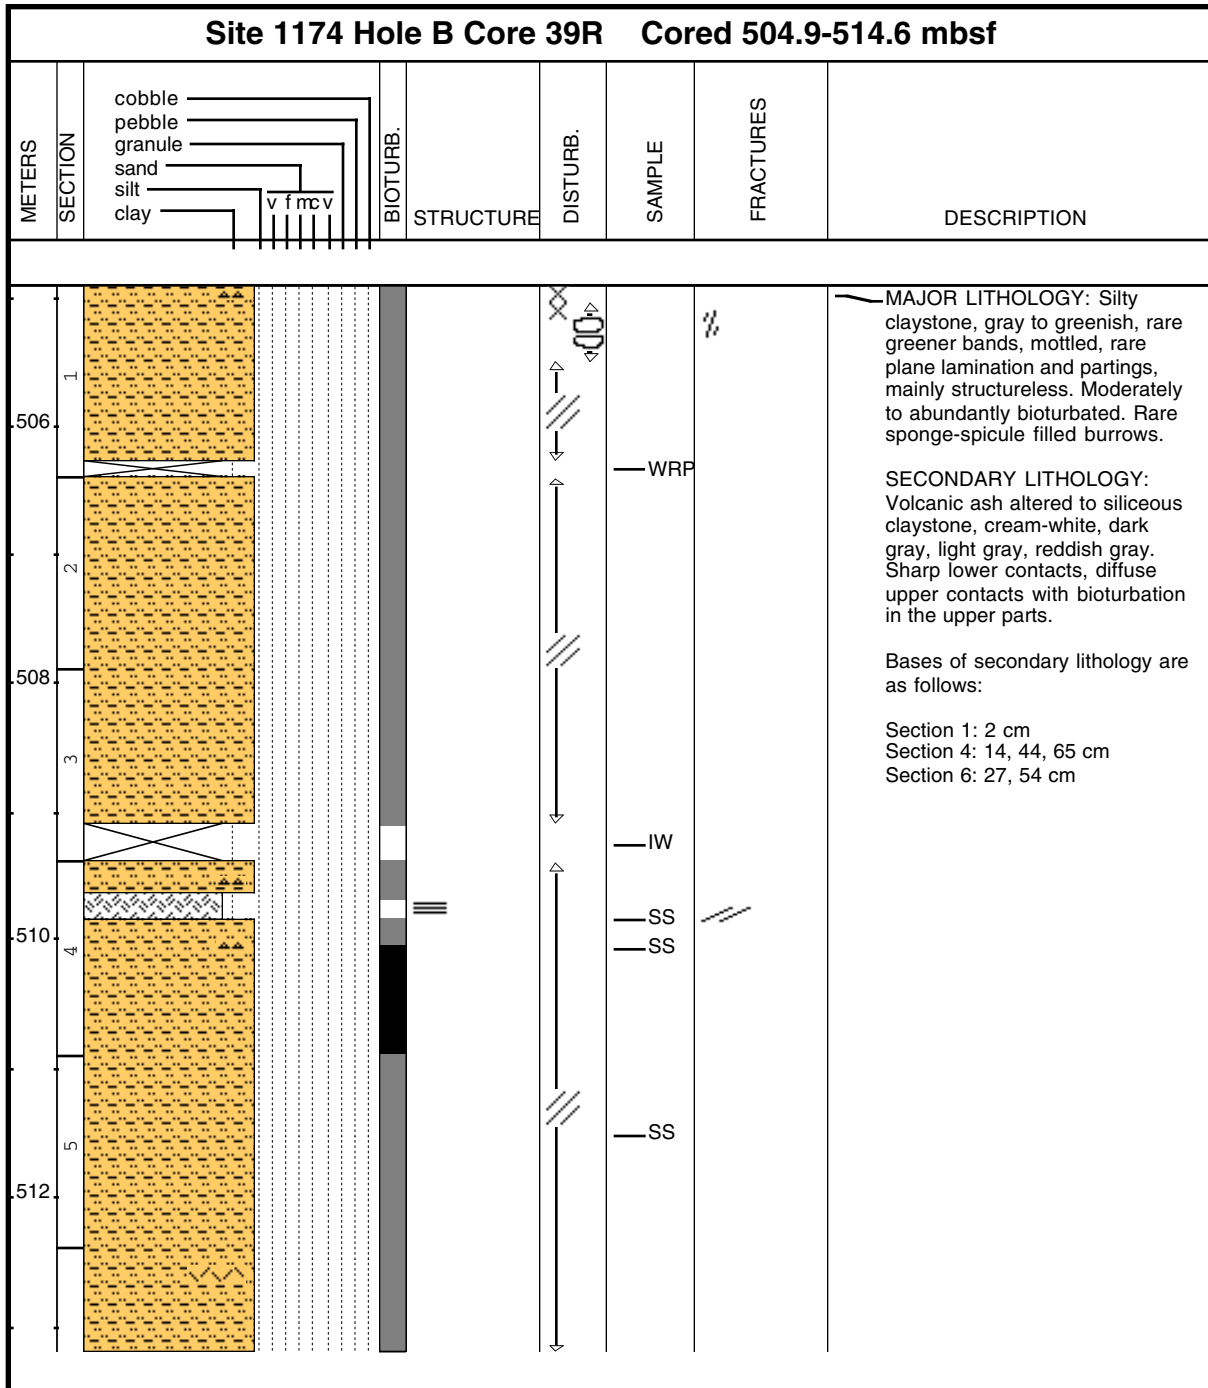 Site 1174 Hole B Core 39R    Cored 504.9-514.6 mbsf
METERS
SECTION
cobble
pebble
granule
sand
silt
v f m c v
clay
BIOTURB.
STRUCTURE
DISTURB.
SAMPLE
FRACTURES
DESCRIPTION
MAJOR LITHOLOGY: Silty
claystone, gray to greenish, rare
greener bands, mottled, rare
plane lamination and partings,
mainly structureless. Moderately
to abundantly bioturbated. Rare
sponge-spicule filled burrows.
SECONDARY LITHOLOGY:
Volcanic ash altered to siliceous
claystone, cream-white, dark
gray, light gray, reddish gray.
Sharp lower contacts, diffuse
upper contacts with bioturbation
in the upper parts.
Bases of secondary lithology are
as follows:
Section 1: 2 cm
Section 4: 14, 44, 65 cm
Section 6: 27, 54 cm
1
506
WRP
2
508
3
IW
SS
510
4
SS
5
SS
512